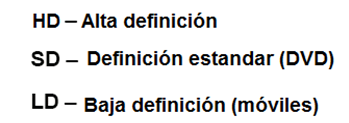 HD – Alta definición
SD – Definición estandar (DVD)
LD – Baja definición (móviles)